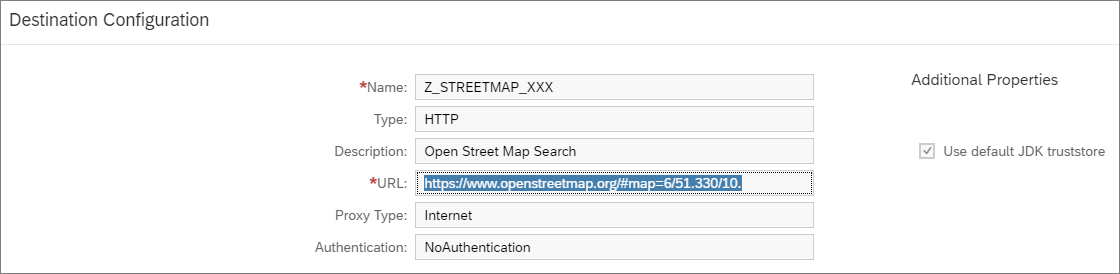 Destination Configuration
*Name: Z_STREETMAP_XXX
Additional Properties
Type: HTTP
Description: Open Street Map Search
Use default JDK truststore
*URL: https://www.openstreetmap.org/#map=6/51.330/10.
Proxy Type: Internet
Authentication: NoAuthentication